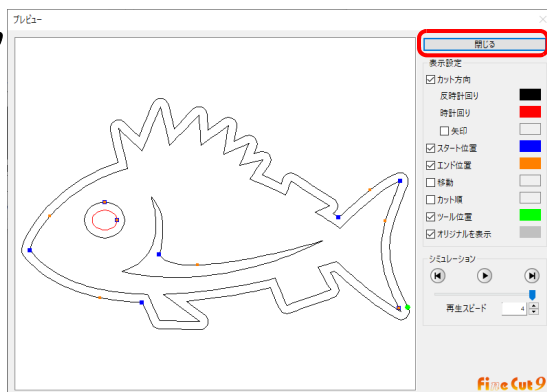 プレビュー
閉じる
表示設定
カット方向
反時計回り
時計回り
矢印
スタート位置
エンド位置
移動
カット順
ツール位置
オリジナルを表示
シミュレーション
再生スピード 4
FineCut9